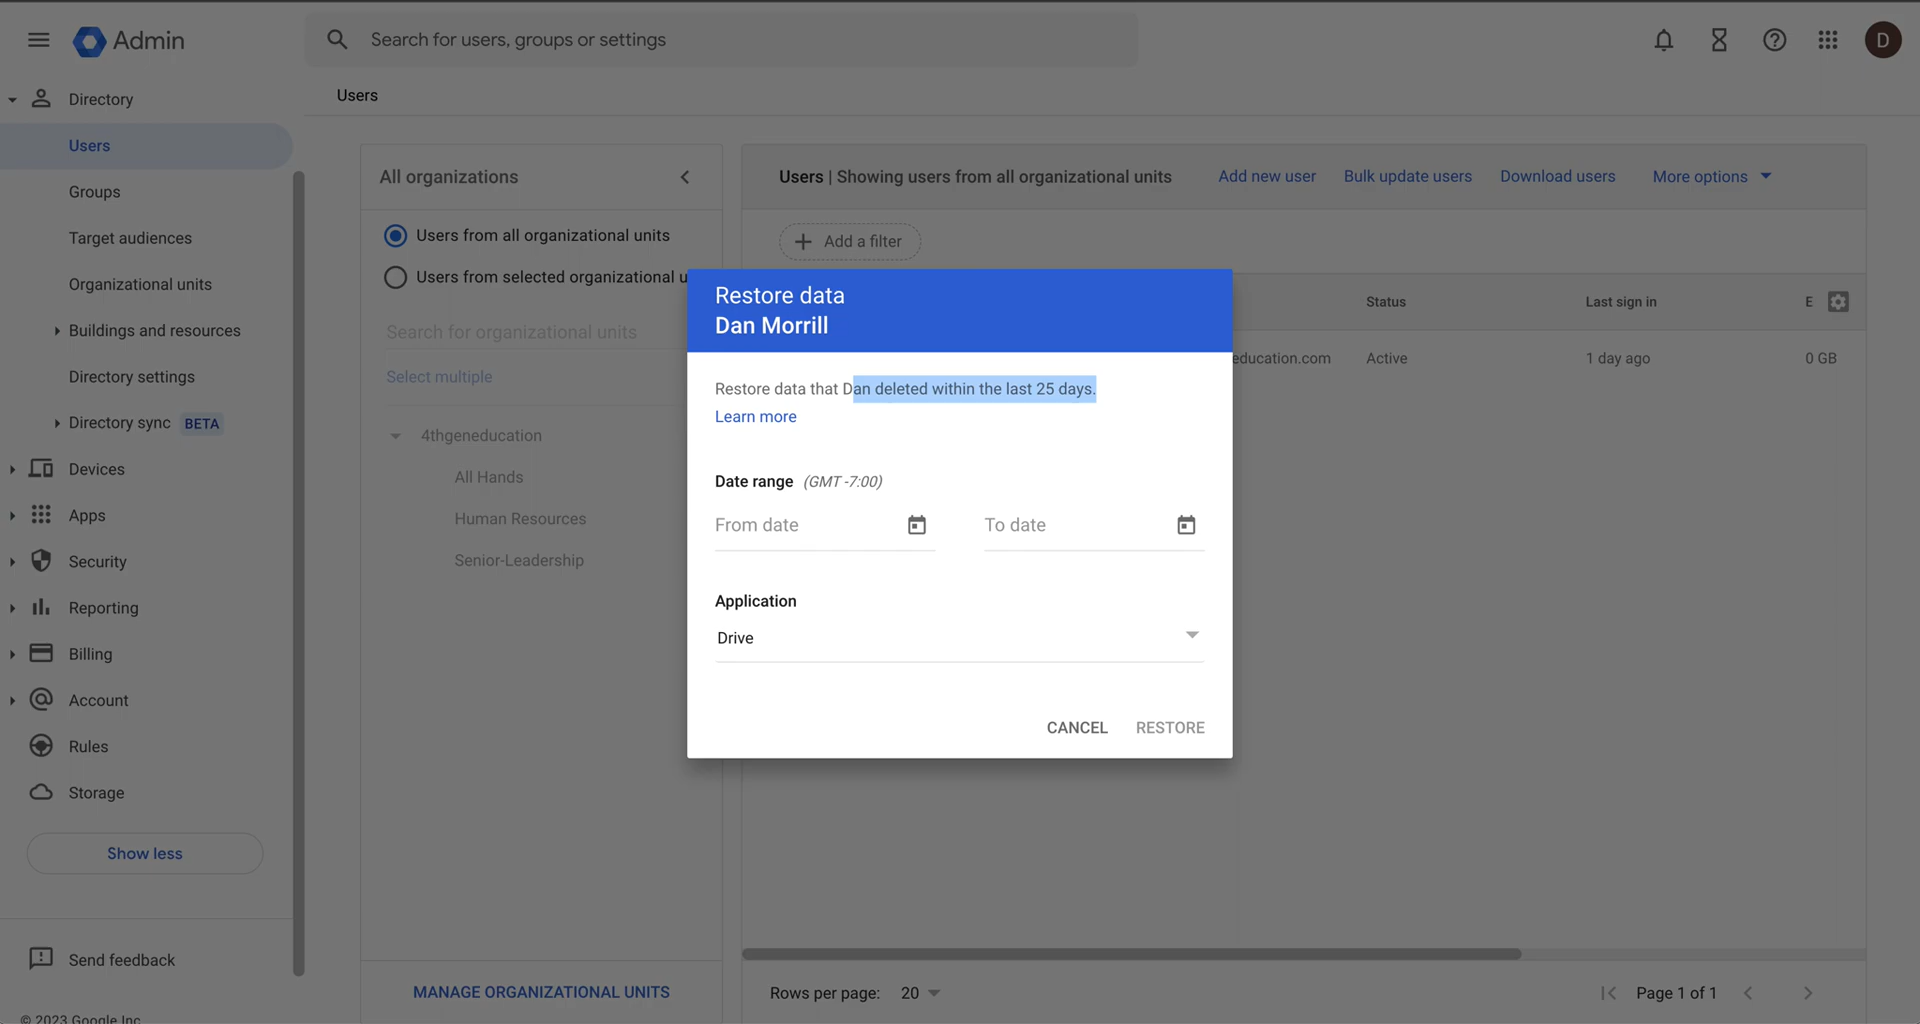 Admin
Search for users, groups or settings
D
Directory
Users
Groups
Target audiences
Organizational units
Buildings and resources
Directory settings
Directory sync BETA
Devices
Apps
Security
Reporting
Billing
Account
Rules
Storage
Show less
Send feedback
© 2023 Google Inc
Users
All organizations
Users from all organizational units
Users from selected organizational u
Search for organizational units
Select multiple
4thgeneducation
All Hands
Human Resources
Senior-Leadership
MANAGE ORGANIZATIONAL UNITS
Users | Showing users from all organizational units
Add new user
Bulk update users
Download users
More options
Add a filter
Status
Last sign in
E
education.com
Active
1 day ago
0 GB
Restore data
Dan Morrill
Restore data that Dan deleted within the last 25 days.
Learn more
Date range (GMT -7:00)
From date
To date
Application
Drive
CANCEL
RESTORE
Rows per page: 20
Page 1 of 1